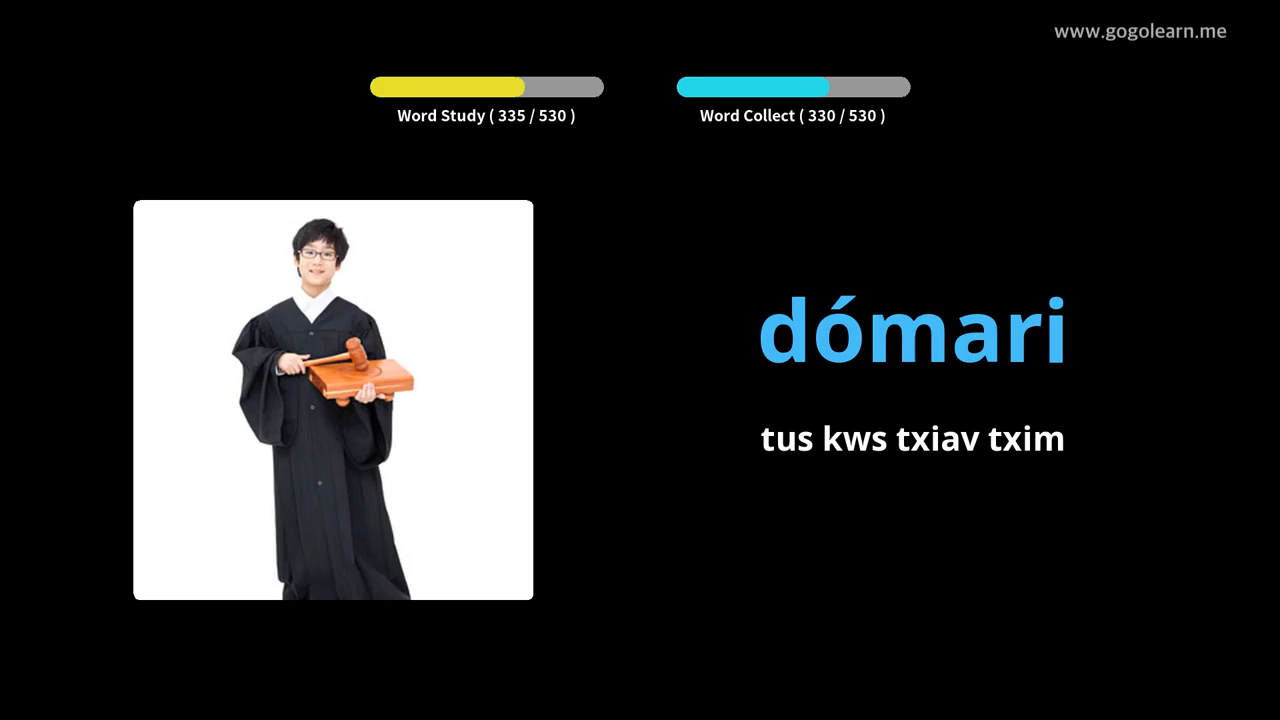 www.gogolearn.me
Word Study ( 335 / 530 )
Word Collect ( 330 / 530 )
dómari
tus kws txiav txim